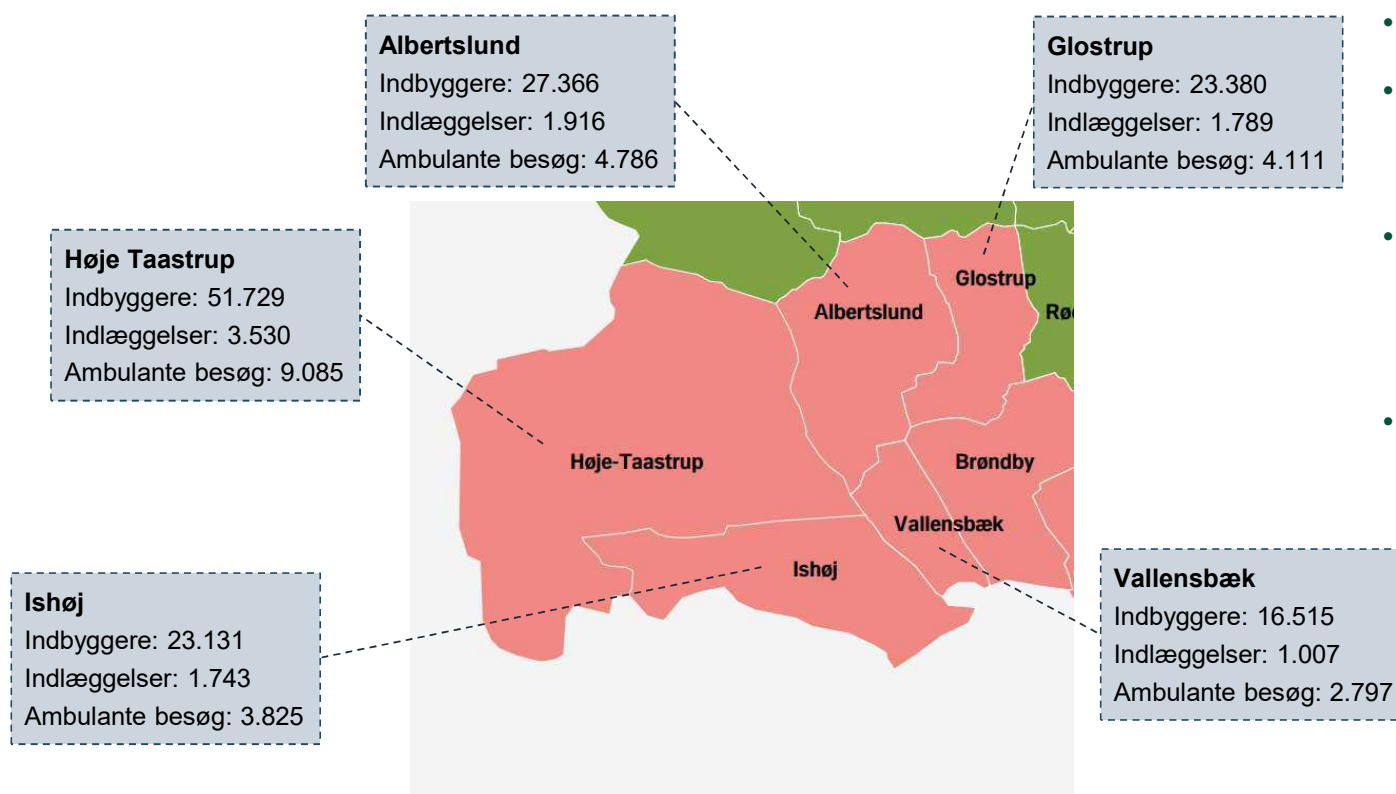 Albertslund
Indbyggere: 27.366
Indlæggelser: 1.916
Ambulante besøg: 4.786
Glostrup
Indbyggere: 23.380
Indlæggelser: 1.789
Ambulante besøg: 4.111
Høje Taastrup
Indbyggere: 51.729
Indlæggelser: 3.530
Ambulante besøg: 9.085
Glostrup
Albertslund
Rø
Høje-Taastrup
Brøndby
Vallensbæk
Ishøj
Ishøj
Indbyggere: 23.131
Indlæggelser: 1.743
Ambulante besøg: 3.825
Vallensbæk
Indbyggere: 16.515
Indlæggelser: 1.007
Ambulante besøg: 2.797